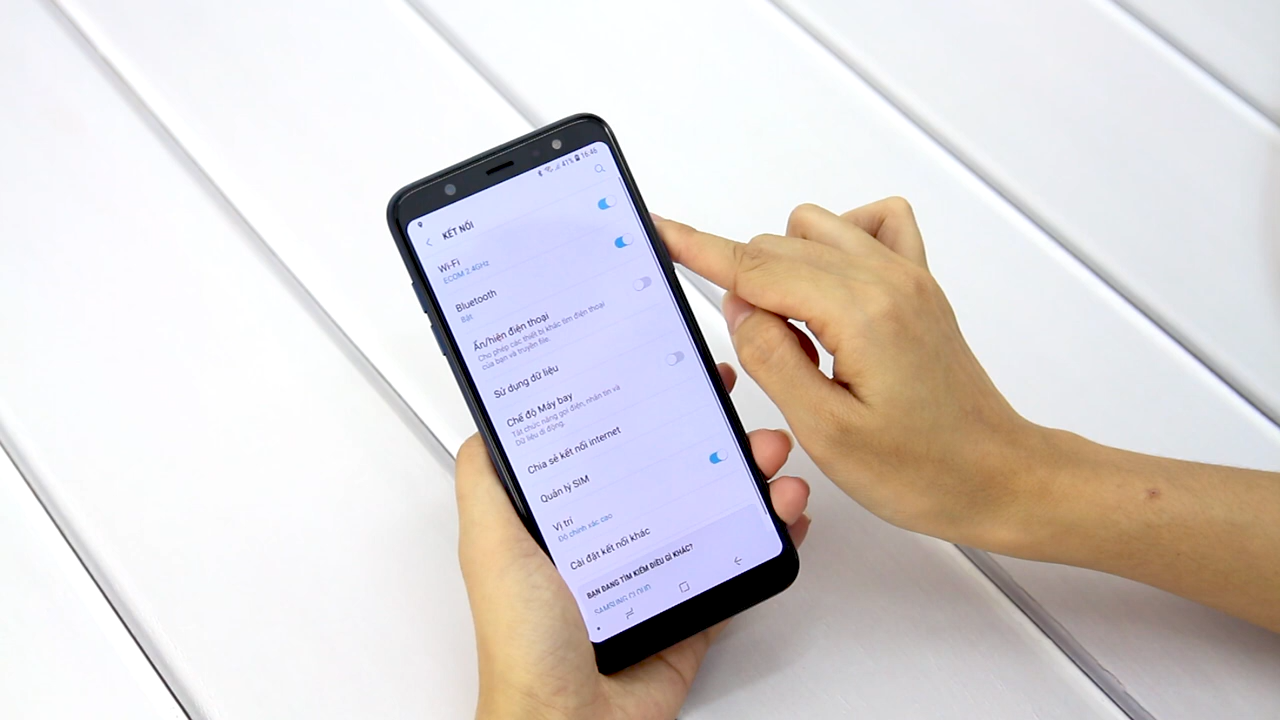 41% 16:46
KẾT NỐI
Wi-Fi
ECOM 2.4GHz
Bluetooth
Bật
Ẩn/hiện điện thoại
Cho phép các thiết bị khác tìm điện thoại
của bạn và truyền file.
Sử dụng dữ liệu
Chế độ Máy bay
Tắt chức năng gọi điện, nhắn tin và
Dữ liệu di động.
Chia sẻ kết nối internet
Quản lý SIM
Vị trí
Độ chính xác cao
Cài đặt kết nối khác
BẠN ĐANG TÌM KIẾM ĐIỀU GÌ KHÁC?
SAMSUNG CLOUD